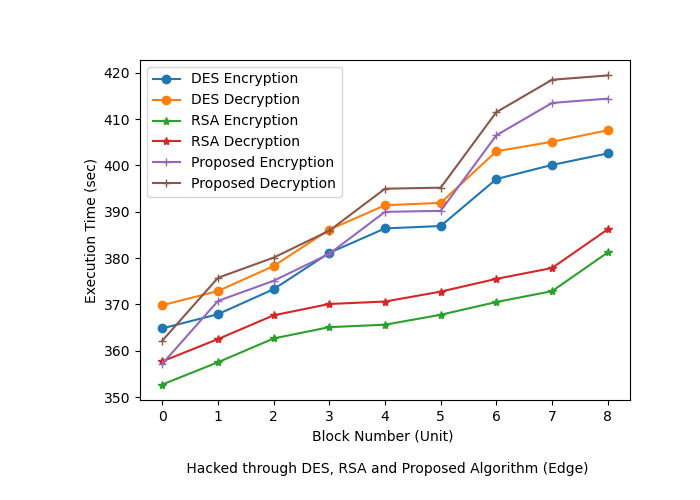 420
410
400
390
380
370
360
350
Execution Time (sec)
DES Encryption
DES Decryption
RSA Encryption
RSA Decryption
Proposed Encryption
Proposed Decryption
0 1 2 3 4 5 6 7 8
Block Number (Unit)
Hacked through DES, RSA and Proposed Algorithm (Edge)